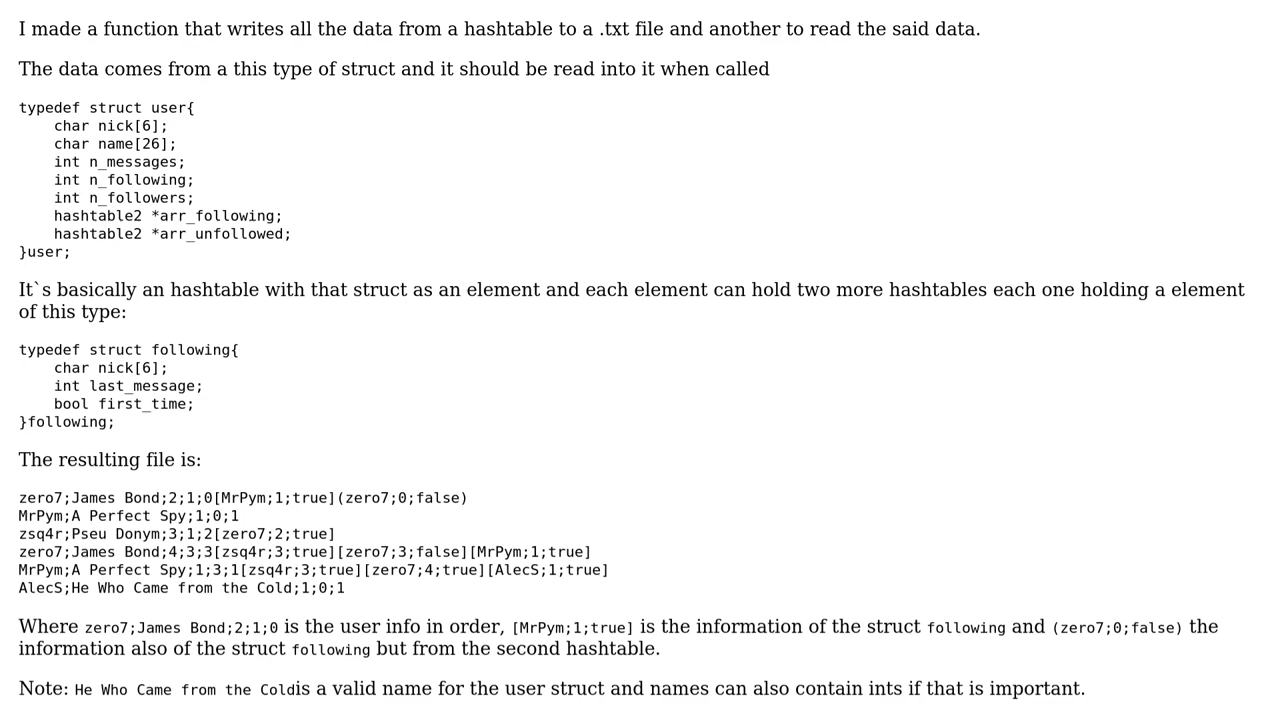 I made a function that writes all the data from a hashtable to a .txt file and another to read the said data.
The data comes from a this type of struct and it should be read into it when called
typedef struct user{
    char nick[6];
    char name[26];
    int n_messages;
    int n_following;
    int n_followers;
    hashtable2 *arr_following;
    hashtable2 *arr_unfollowed;
}user;
It`s basically an hashtable with that struct as an element and each element can hold two more hashtables each one holding a element
of this type:
typedef struct following{
    char nick[6];
    int last_message;
    bool first_time;
}following;
The resulting file is:
zero7;James Bond;2;1;0[MrPym;1;true](zero7;0;false)
MrPym;A Perfect Spy;1;0;1
zsq4r;Pseu Donym;3;1;2[zero7;2;true]
zero7;James Bond;4;3;3[zsq4r;3;true][zero7;3;false][MrPym;1;true]
MrPym;A Perfect Spy;1;3;1[zsq4r;3;true][zero7;4;true][AlecS;1;true]
AlecS;He Who Came from the Cold;1;0;1
Where zero7;James Bond;2;1;0 is the user info in order, [MrPym;1;true] is the information of the struct following and (zero7;0;false) the
information also of the struct following but from the second hashtable.
Note: He Who Came from the Coldis a valid name for the user struct and names can also contain ints if that is important.